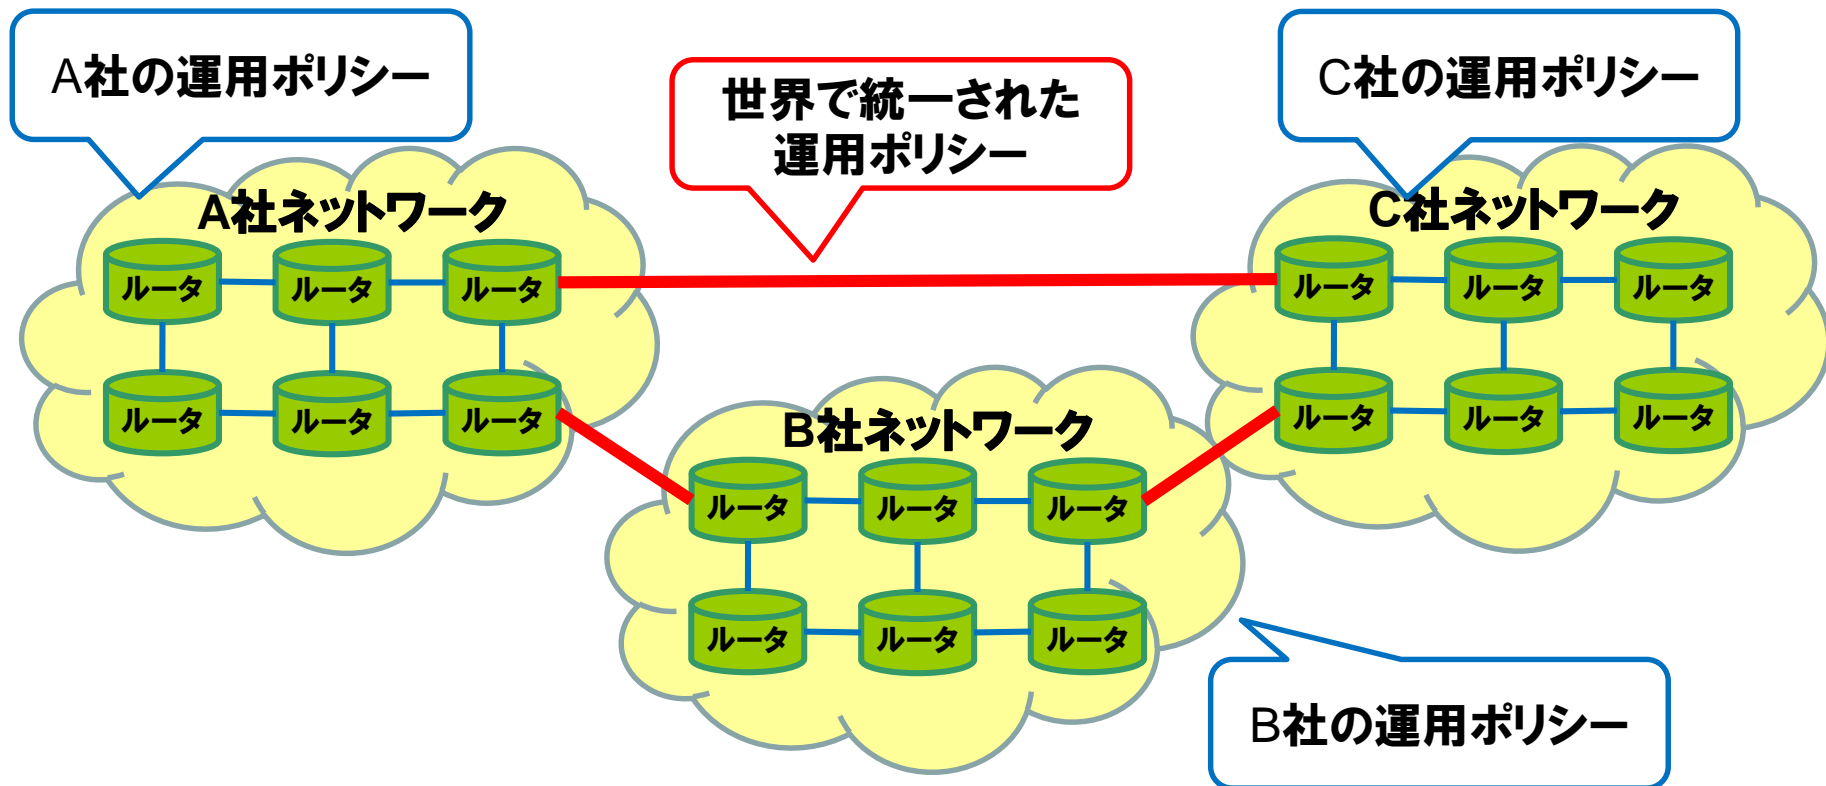 A社の運用ポリシー
世界で統一された
運用ポリシー
C社の運用ポリシー
A社ネットワーク
ルータ
ルータ
ルータ
ルータ
ルータ
ルータ
C社ネットワーク
ルータ
ルータ
ルータ
ルータ
ルータ
ルータ
B社ネットワーク
ルータ
ルータ
ルータ
ルータ
ルータ
ルータ
B社の運用ポリシー